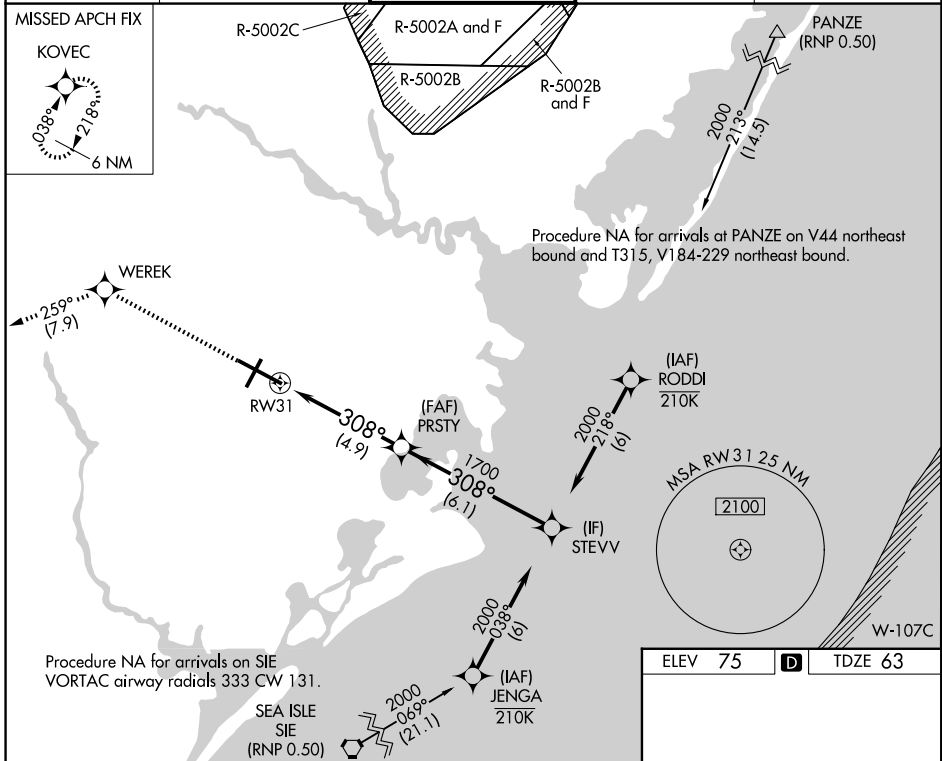 MISSED APCH FIX
KOVEC
038°
218°
6 NM
R-5002C
R-5002A and F
R-5002B
R-5002B
and F
PANZE
(RNP 0.50)
2000
213°
(14.5)
Procedure NA for arrivals at PANZE on V44 northeast
bound and T315, V184-229 northeast bound.
WEREK
259°
(7.9)
RW31
308°
(4.9)
(FAF)
PRSTY
1700
308°
(6.1)
(IAF)
RODDI
210K
2000
218°
(6)
(IF)
STEVV
MSA RW31 25 NM
2100
W-107C
2000
038°
(6)
(IAF)
JENGA
210K
Procedure NA for arrivals on SIE
VORTAC airway radials 333 CW 131.
SEA ISLE
SIE
(RNP 0.50)
2000
069°
(21.1)
ELEV 75 D TDZE 63